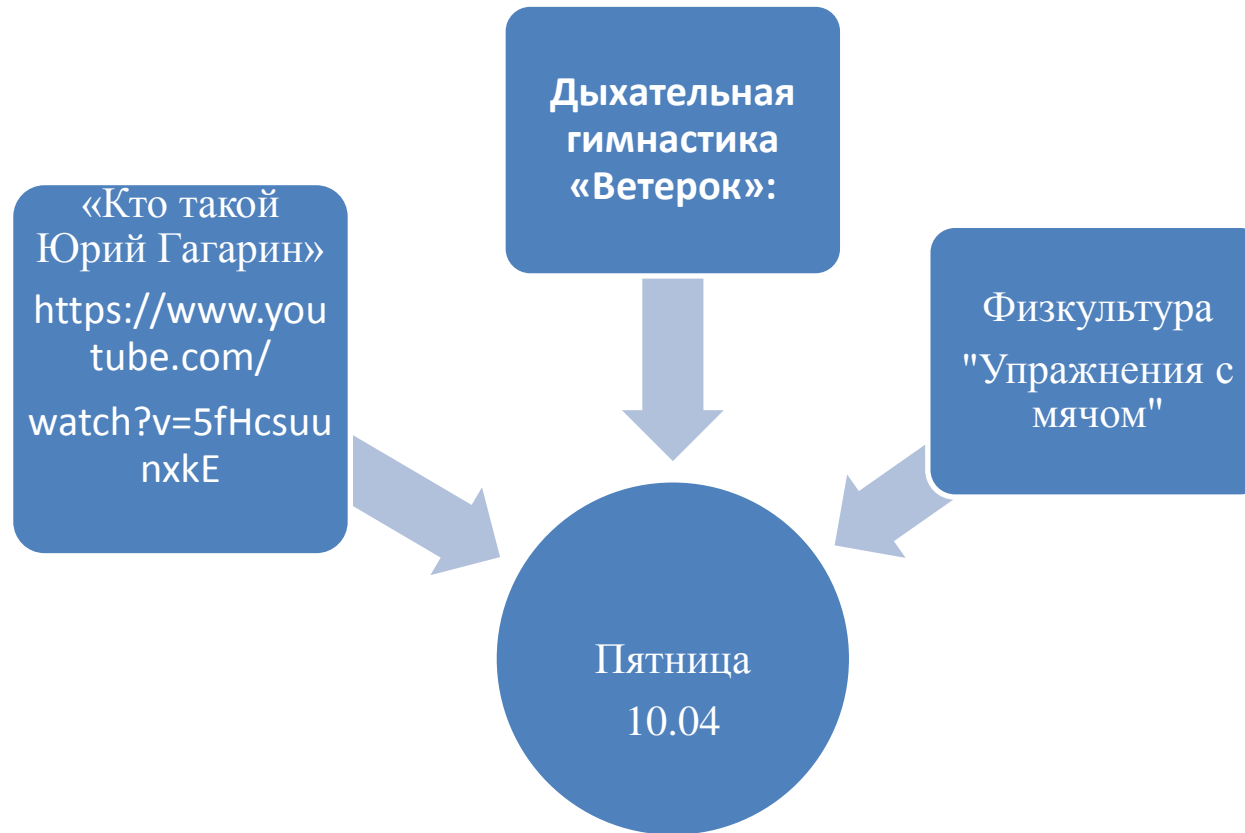 Дыхательная
гимнастика
«Ветерок»:
«Кто такой
Юрий Гагарин»
https://www.you
tube.com/
watch?v=5fHcsuu
nxkE
Физкультура
"Упражнения с
мячом"
Пятница
10.04